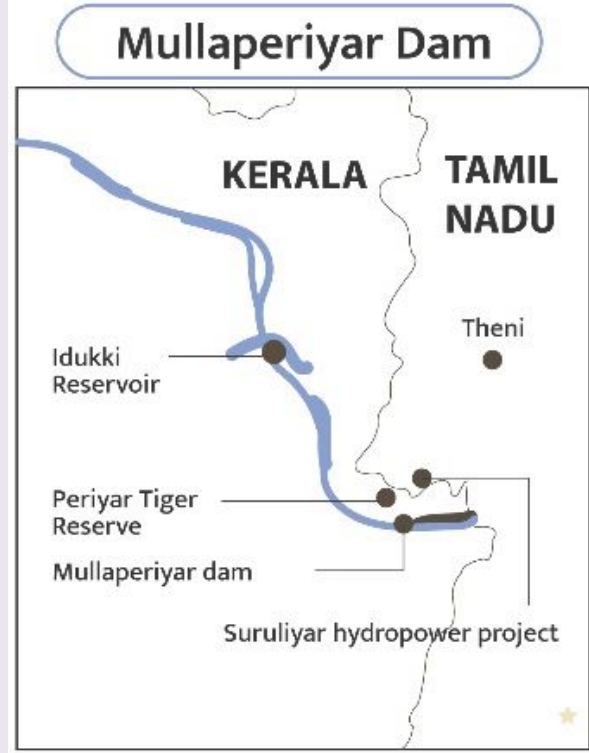 Mullaperiyar Dam
KERALA
TAMIL
NADU
Theni
Idukki
Reservoir
Periyar Tiger
Reserve
Mullaperiyar dam
Suruliyar hydropower project